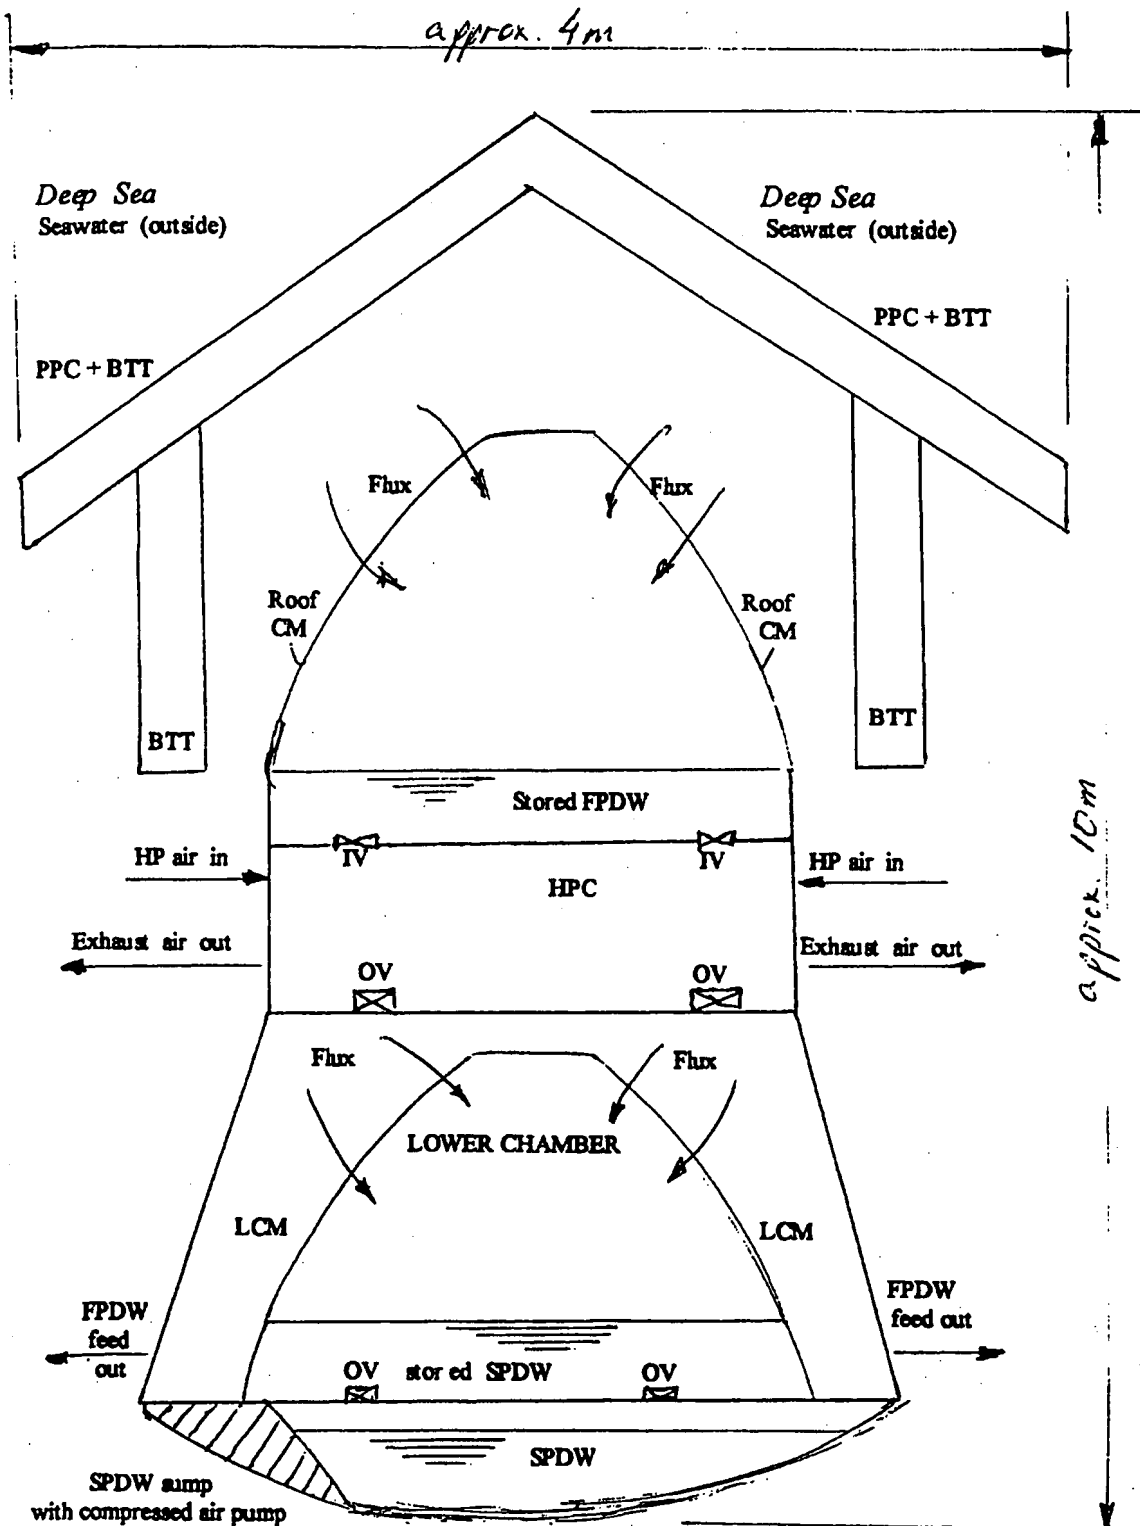 approx. 4m
Deep Sea
Seawater (outside)
Deep Sea
Seawater (outside)
PPC + BTT
PPC + BTT
Flux
Flux
Roof
CM
Roof
CM
BTT
BTT
Stored FPDW
IV
IV
HP air in
HPC
HP air in
Exhaust air out
Exhaust air out
OV
OV
approx. 10m
Flux
Flux
LOWER CHAMBER
LCM
LCM
FPDW
feed
out
FPDW
feed out
OV
stored SPDW
OV
SPDW
SPDW sump
with compressed air pump